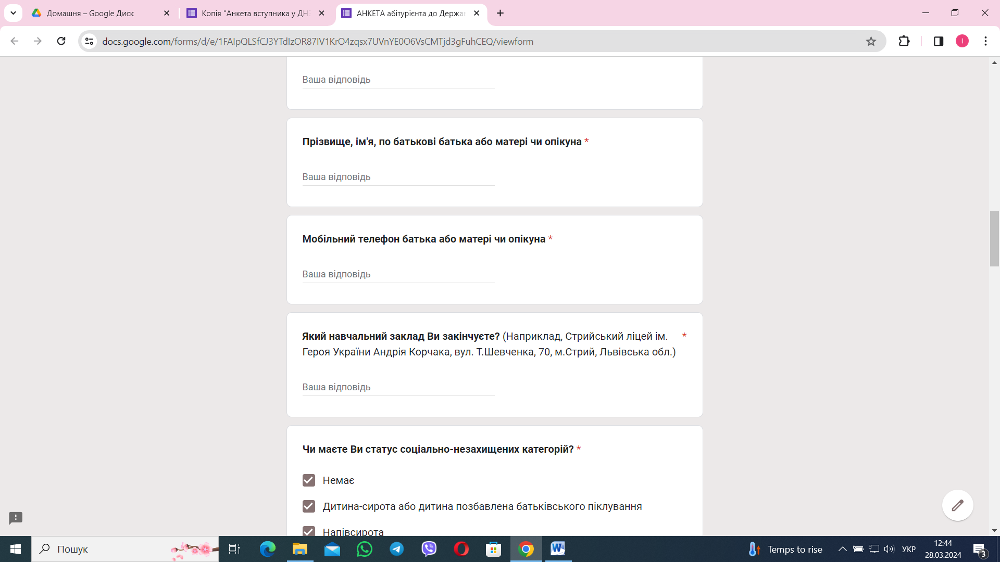 Домашня – Google Диск
Копія "Анкета вступника у ДН
АНКЕТА абітурієнта до Держа
docs.google.com/forms/d/e/1FAIpQLSfCJ3YTdIzOR87IV1KrO4zqsx7UVnYE0O6VsCMTjd3gFuhCEQ/viewform
I
Ваша відповідь
Прізвище, ім'я, по батькові батька або матері чи опікуна *
Ваша відповідь
Мобільний телефон батька або матері чи опікуна *
Ваша відповідь
Який навчальний заклад Ви закінчуєте? (Наприклад, Стрийський ліцей ім. *
Героя України Андрія Корчака, вул. Т.Шевченка, 70, м.Стрий, Львівська обл.)
Ваша відповідь
Чи маєте Ви статус соціально-незахищених категорій? *
Немає
Дитина-сирота або дитина позбавлена батьківського піклування
Напівсирота
Пошук
Temps to rise
УКР
12:44
28.03.2024
3